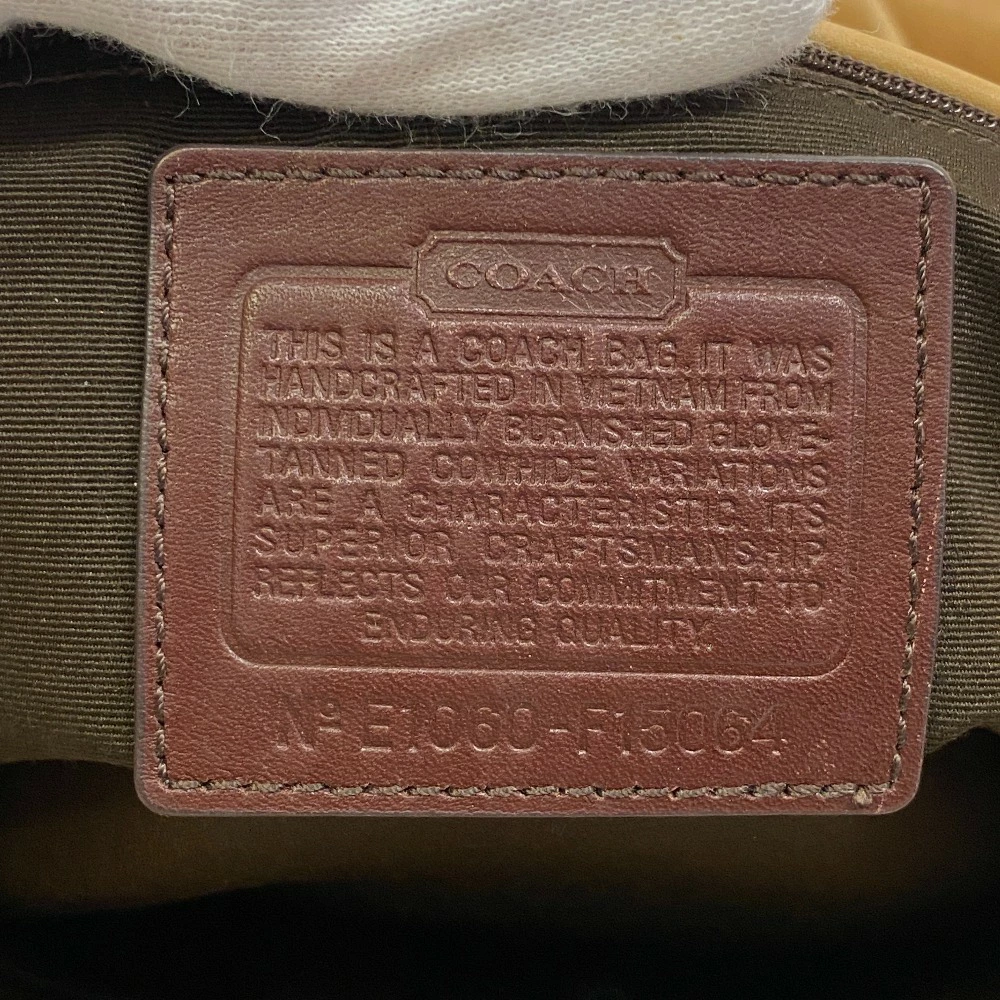 COACH
THIS IS A COACH BAG. IT WAS
HANDCRAFTED IN VIETNAM FROM
INDIVIDUALLY BURNISHED GLOVE-
TANNED COWHIDE. VARIATIONS
ARE A CHARACTERISTIC. ITS
SUPERIOR CRAFTSMANSHIP
REFLECTS OUR COMMITMENT TO
ENDURING QUALITY.
Nº E1060-F15064